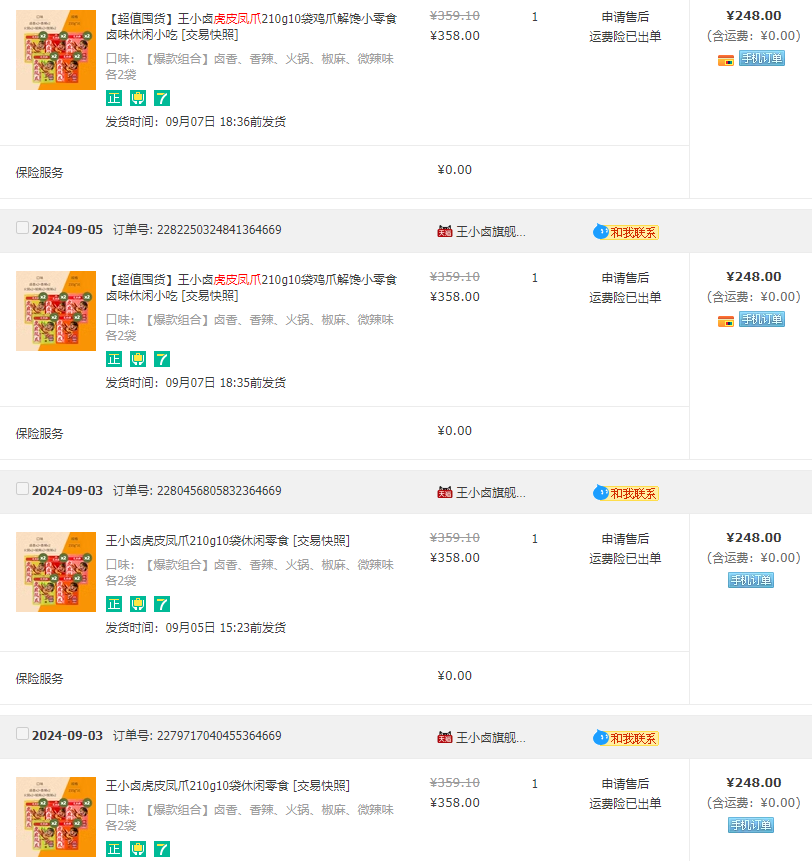 【超值囤货】王小卤虎皮凤爪210g10袋鸡爪解馋小零食
卤味休闲小吃 [交易快照]
口味：【爆款组合】卤香、香辣、火锅、椒麻、微辣味
各2袋
正 7
发货时间：09月07日 18:36前发货
¥359.10
¥358.00
1
申请售后
运费险已出单
¥248.00
(含运费：¥0.00)
手机订单
保险服务
¥0.00
2024-09-05 订单号: 2282250324841364669
天猫 王小卤旗舰...
和我联系
【超值囤货】王小卤虎皮凤爪210g10袋鸡爪解馋小零食
卤味休闲小吃 [交易快照]
口味：【爆款组合】卤香、香辣、火锅、椒麻、微辣味
各2袋
正 7
发货时间：09月07日 18:35前发货
¥359.10
¥358.00
1
申请售后
运费险已出单
¥248.00
(含运费：¥0.00)
手机订单
保险服务
¥0.00
2024-09-03 订单号: 2280456805832364669
天猫 王小卤旗舰...
和我联系
王小卤虎皮凤爪210g10袋休闲零食 [交易快照]
口味：【爆款组合】卤香、香辣、火锅、椒麻、微辣味
各2袋
正 7
发货时间：09月05日 15:23前发货
¥359.10
¥358.00
1
申请售后
运费险已出单
¥248.00
(含运费：¥0.00)
手机订单
保险服务
¥0.00
2024-09-03 订单号: 2279717040455364669
天猫 王小卤旗舰...
和我联系
王小卤虎皮凤爪210g10袋休闲零食 [交易快照]
口味：【爆款组合】卤香、香辣、火锅、椒麻、微辣味
各2袋
正 7
¥359.10
¥358.00
1
申请售后
运费险已出单
¥248.00
(含运费：¥0.00)
手机订单